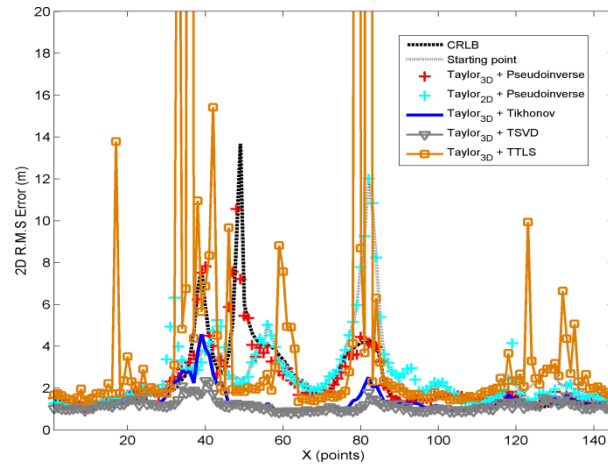 20
18
16
14
12
10
8
6
4
2
0
2D R.M.S Error (m)
CRLB
Starting point
Taylor3D + Pseudoinverse
Taylor2D + Pseudoinverse
Taylor3D + Tikhonov
Taylor3D + TSVD
Taylor3D + TTLS
20 40 60 80 100 120 140
X (points)